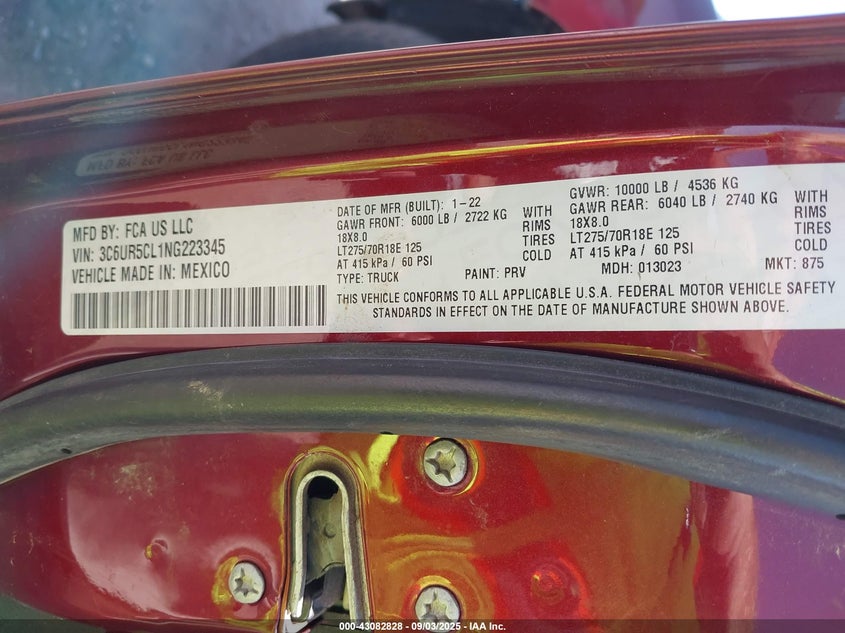 MFD BY: FCA US LLC
VIN: 3C6UR5CL1NG223345
VEHICLE MADE IN: MEXICO
DATE OF MFR (BUILT): 1-22
GAWR FRONT: 6000 LB / 2722 KG
18X8.0
LT275/70R18E 125
AT 415 kPa / 60 PSI
TYPE: TRUCK
PAINT: PRV
WITH
RIMS
TIRES
COLD
GVWR: 10000 LB / 4536 KG
GAWR REAR: 6040 LB / 2740 KG
18X8.0
LT275/70R18E 125
AT 415 kPa / 60 PSI
MDH: 013023
WITH
RIMS
TIRES
COLD
MKT: 875
THIS VEHICLE CONFORMS TO ALL APPLICABLE U.S.A. FEDERAL MOTOR VEHICLE SAFETY
STANDARDS IN EFFECT ON THE DATE OF MANUFACTURE SHOWN ABOVE.
000-43082828 - 09/03/2025 - IAA Inc.